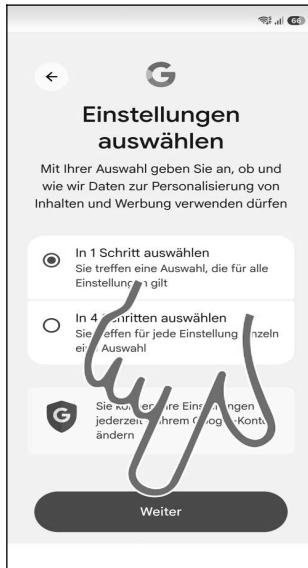 66
G
Einstellungen
auswählen
Mit Ihrer Auswahl geben Sie an, ob und
wie wir Daten zur Personalisierung von
Inhalten und Werbung verwenden dürfen
In 1 Schritt auswählen
Sie treffen eine Auswahl, die für alle
gilt
In 4 auswählen
Sie für jede Einstellung
Auswahl
G
Sie
jederzeit
ändern
Weiter